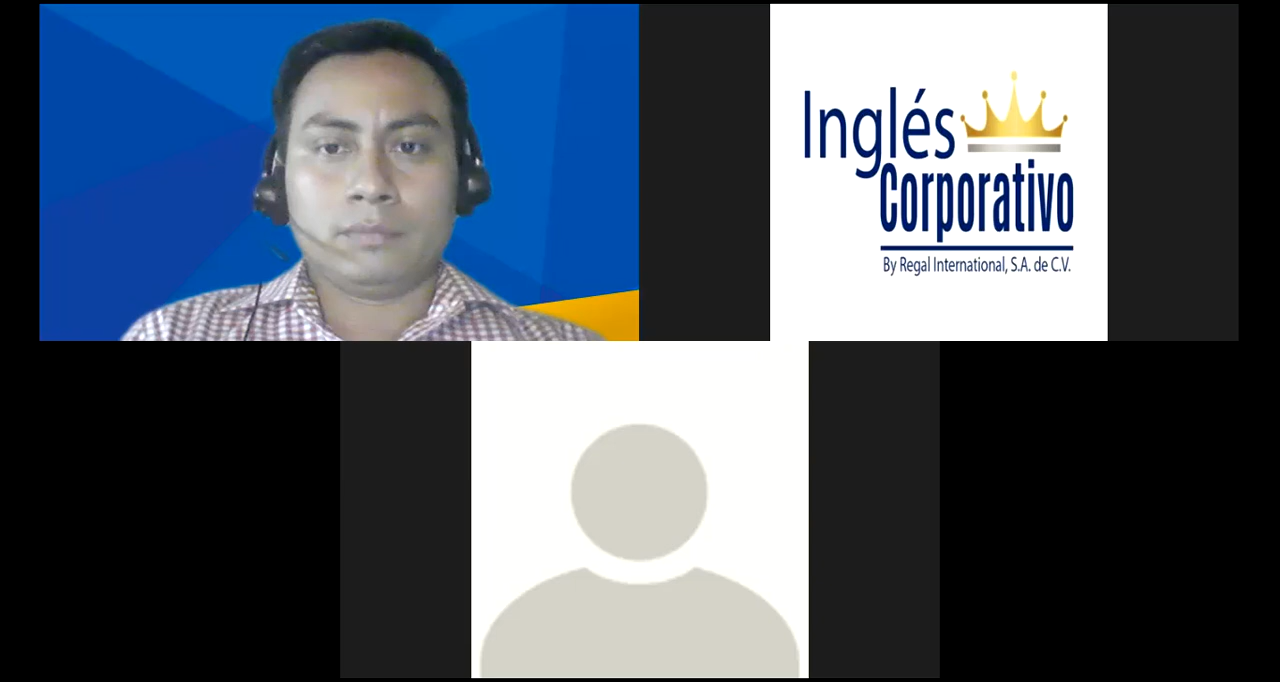 Inglés
Corporativo
By Regal International, S.A. de C.V.